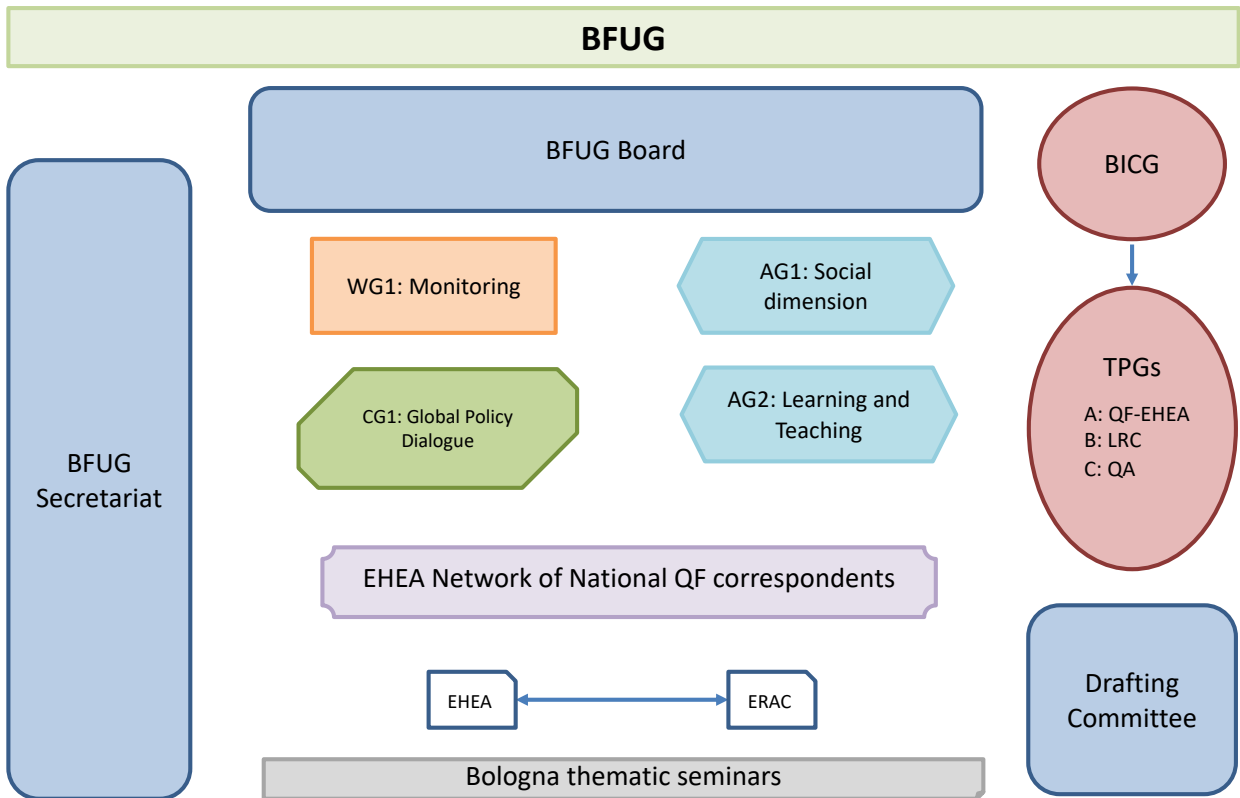 BFUG
BFUG Board
BICG
WG1: Monitoring
AG1: Social
dimension
CG1: Global Policy
Dialogue
AG2: Learning and
Teaching
TPGs
A: QF-EHEA
B: LRC
C: QA
BFUG
Secretariat
EHEA Network of National QF correspondents
EHEA
ERAC
Drafting
Committee
Bologna thematic seminars